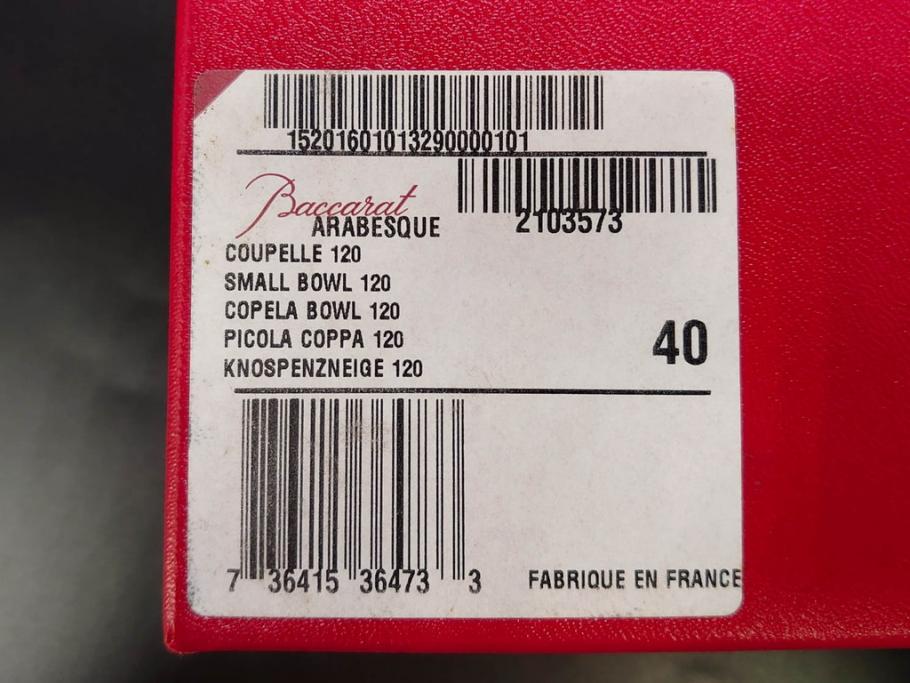 15201601013290000101
Baccarat
ARABESQUE
2103573
COUPELLE 120
SMALL BOWL 120
COPELA BOWL 120
PICOLA COPPA 120
KNOSPENZNEIGE 120
40
7 36415 36473 3
FABRIQUE EN FRANCE